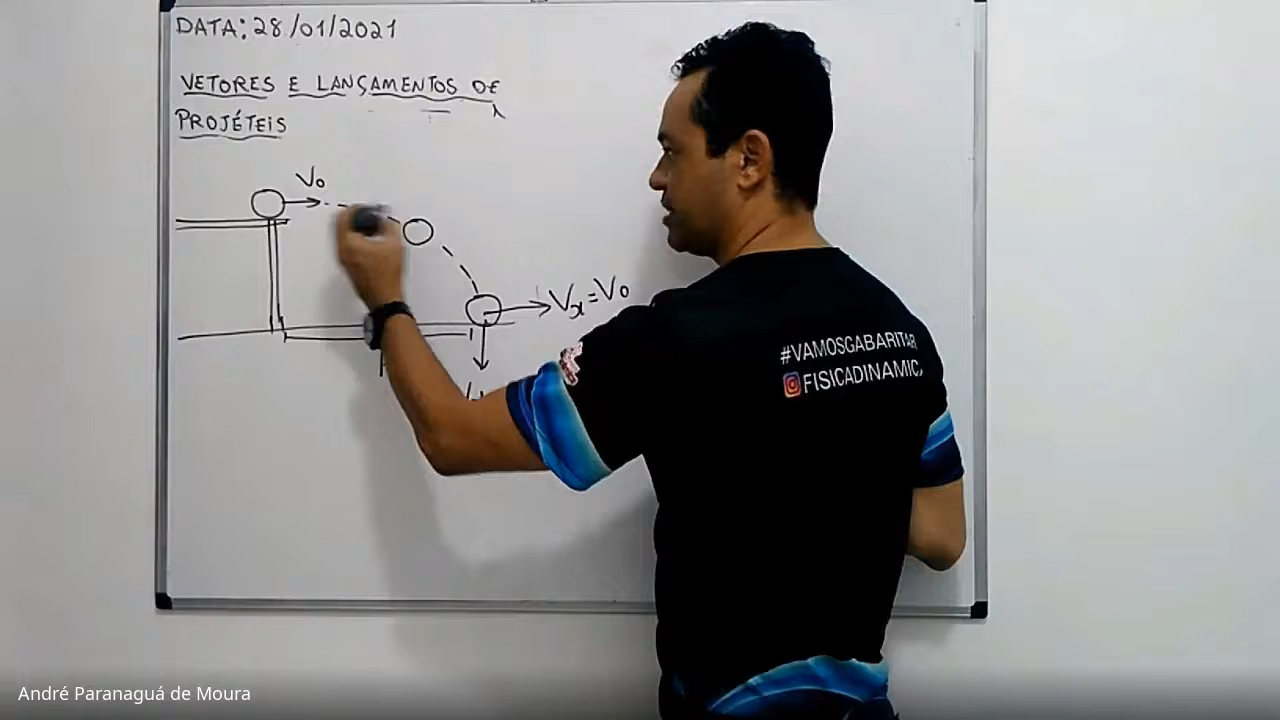 DATA: 28/01/2021
VETORES E LANÇAMENTOS DE
PROJÉTEIS
V0
Vx=V0
#VAMOSGABARITAR
FISICADINAMIC
André Paranaguá de Moura